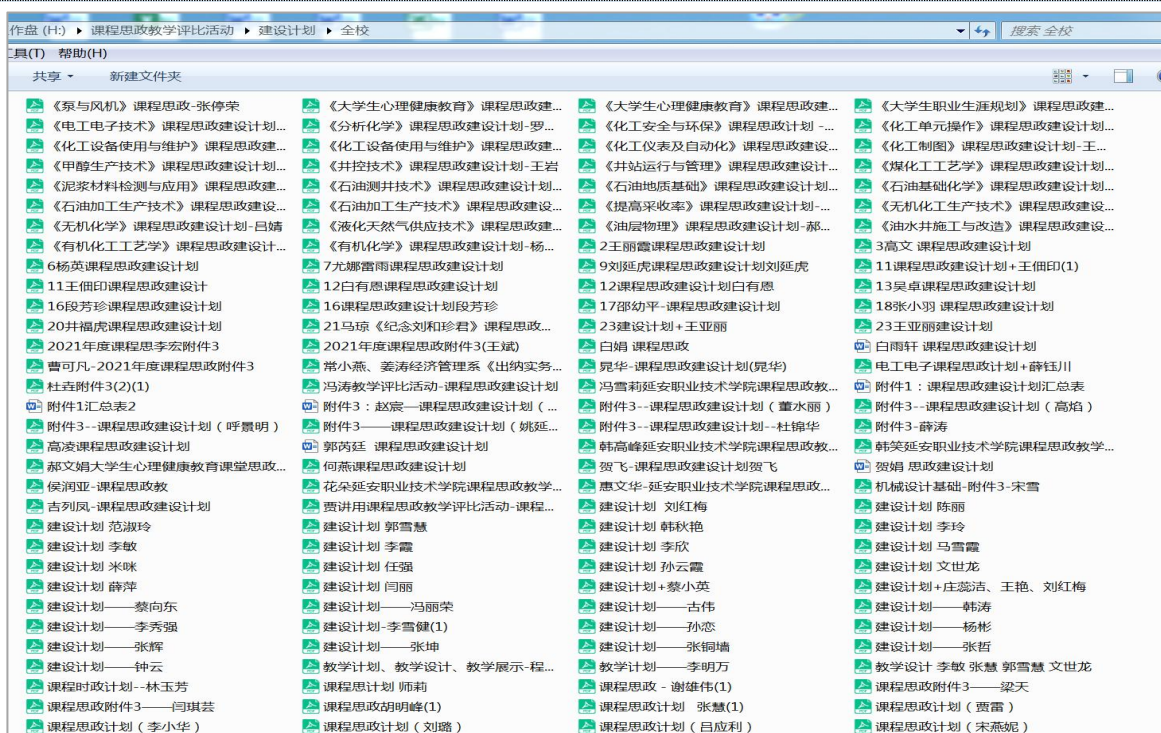 作盘 (H:) ▸ 课程思政教学评比活动 ▸ 建设计划 ▸ 全校 搜索 全校
工具(T) 帮助(H)
共享 新建文件夹
《泵与风机》课程思政-张停荣 《大学生心理健康教育》课程思政建... 《大学生心理健康教育》课程思政建... 《大学生职业生涯规划》课程思政建...
《电工电子技术》课程思政建设计划... 《分析化学》课程思政建设计划-罗... 《化工安全与环保》课程思政计划 -... 《化工单元操作》课程思政建设计划...
《化工设备使用与维护》课程思政建... 《化工设备使用与维护》课程思政建... 《化工仪表及自动化》课程思政建设... 《化工制图》课程思政建设计划-王...
《甲醇生产技术》课程思政建设计划... 《井控技术》课程思政建设计划-王岩 《井站运行与管理》课程思政建设计... 《煤化工工艺学》课程思政建设计划...
《泥浆材料检测与应用》课程思政建... 《石油测井技术》课程思政建设计划... 《石油地质基础》课程思政建设计划... 《石油基础化学》课程思政建设计划...
《石油加工生产技术》课程思政建设... 《石油加工生产技术》课程思政建设... 《提高采收率》课程思政建设计划-... 《无机化工生产技术》课程思政建设...
《无机化学》课程思政建设计划-吕婧 《液化天然气供应技术》课程思政建... 《油层物理》课程思政建设计划-郝... 《油水井施工与改造》课程思政建设...
《有机化工工艺学》课程思政建设计... 《有机化学》课程思政建设计划-杨... 2王丽霞课程思政建设计划 3高文 课程思政建设计划
6杨英课程思政建设计划 7尤娜雷雨课程思政建设计划 9刘延虎课程思政建设计划刘延虎 11课程思政建设计划+王佃印(1)
11王佃印课程思政建设计 12白有恩课程思政建设计划 12课程思政建设计划白有恩 13吴卓课程思政建设计划
16段芳珍课程思政建设计划 16课程思政建设计划段芳珍 17邵幼平-课程思政建设计划 18张小羽 课程思政建设计划
20井福虎课程思政建设计划 21马琼《纪念刘和珍君》课程思政... 23建设计划+王亚丽 23王亚丽建设计划
2021年度课程思李宏附件3 2021年度课程思政附件3(王斌) 白娟 课程思政 白雨轩 课程思政建设计划
曹可凡-2021年度课程思政附件3 常小燕、姜涛经济管理系《出纳实务... 晁华-课程思政建设计划(晁华) 电工电子课程思政计划+薛钰川
杜垚附件3(2)(1) 冯涛教学评比活动-课程思政建设计划 冯雪莉延安职业技术学院课程思政教... 附件1：课程思政建设计划汇总表
附件1汇总表2 附件3：赵宸—课程思政建设计划（... 附件3--课程思政建设计划（董水丽） 附件3--课程思政建设计划（高焰）
附件3--课程思政建设计划（呼景明） 附件3——课程思政建设计划（姚延... 附件3--课程思政建设计划--杜锦华 附件3-薛涛
高凌课程思政建设计划 郭芮廷 课程思政建设计划 韩高峰延安职业技术学院课程思政教... 韩笑延安职业技术学院课程思政教学...
郝文娟大学生心理健康教育课堂思政... 何燕课程思政建设计划 贺飞-课程思政建设计划贺飞 贺娟 思政建设计划
侯润亚-课程思政教 花朵延安职业技术学院课程思政教学... 惠文华-延安职业技术学院课程思政... 机械设计基础-附件3-宋雪
吉列凤-课程思政建设计划 贾讲用课程思政教学评比活动-课程... 建设计划 刘红梅 建设计划 陈丽
建设计划 范淑玲 建设计划 郭雪慧 建设计划 韩秋艳 建设计划 李玲
建设计划 李敏 建设计划 李霞 建设计划 李欣 建设计划 马雪霞
建设计划 米咪 建设计划 任强 建设计划 孙云霞 建设计划 文世龙
建设计划 薛萍 建设计划 闫丽 建设计划+蔡小英 建设计划+庄蕊洁、王艳、刘红梅
建设计划——蔡向东 建设计划——冯丽荣 建设计划——古伟 建设计划——韩涛
建设计划——李秀强 建设计划-李雪健(1) 建设计划——孙恋 建设计划——杨彬
建设计划——张辉 建设计划——张坤 建设计划——张铜墙 建设计划——张哲
建设计划——钟云 教学计划、教学设计、教学展示-程... 教学计划——李明万 教学设计 李敏 张慧 郭雪慧 文世龙
课程时政计划--林玉芳 课程思计划 师莉 课程思政 - 谢雄伟(1) 课程思政附件3——梁天
课程思政附件3——闫琪芸 课程思政胡明峰(1) 课程思政计划 张慧(1) 课程思政计划（贾雷）
课程思政计划（李小华） 课程思政计划（刘璐） 课程思政计划（吕应利） 课程思政计划（宋燕妮）